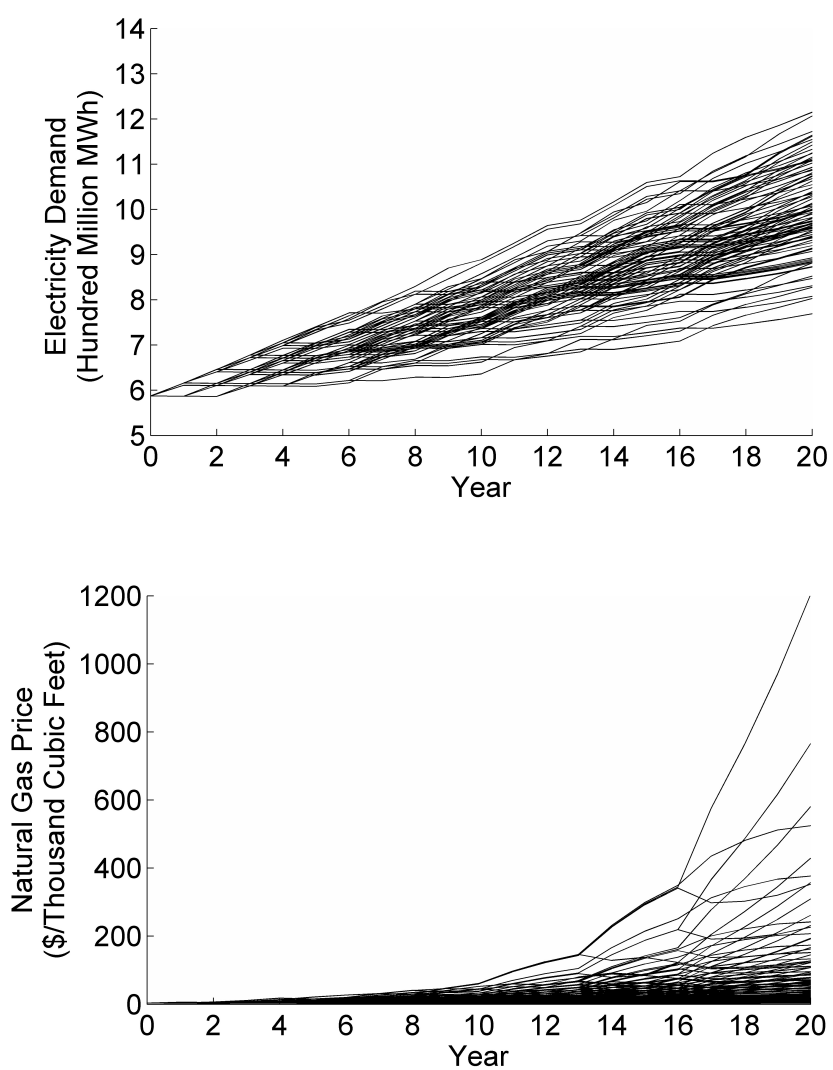 14
13
12
11
10
9
8
7
6
5
Electricity Demand
(Hundred Million MWh)
0 2 4 6 8 10 12 14 16 18 20
Year
1200
1000
800
600
400
200
0
Natural Gas Price
($/Thousand Cubic Feet)
0 2 4 6 8 10 12 14 16 18 20
Year